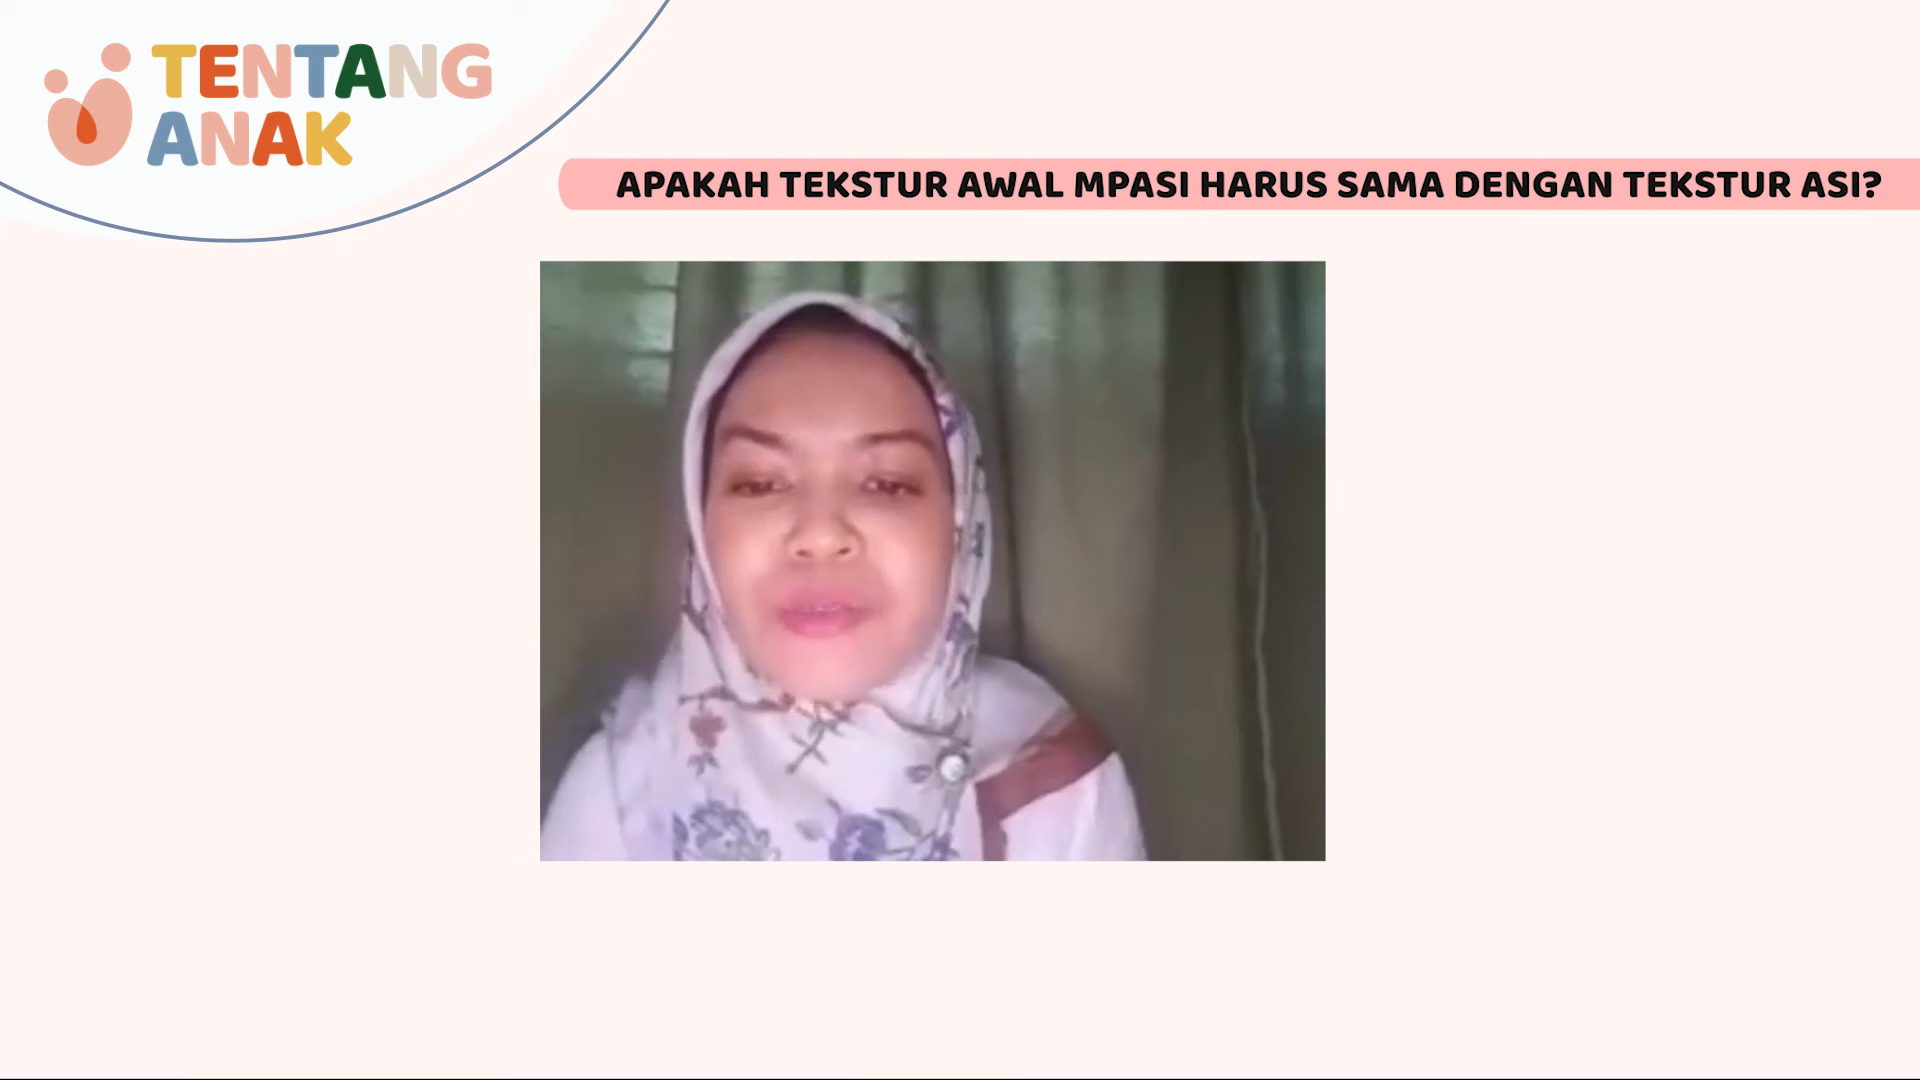 TENTANG
ANAK
APAKAH TEKSTUR AWAL MPASI HARUS SAMA DENGAN TEKSTUR ASI?